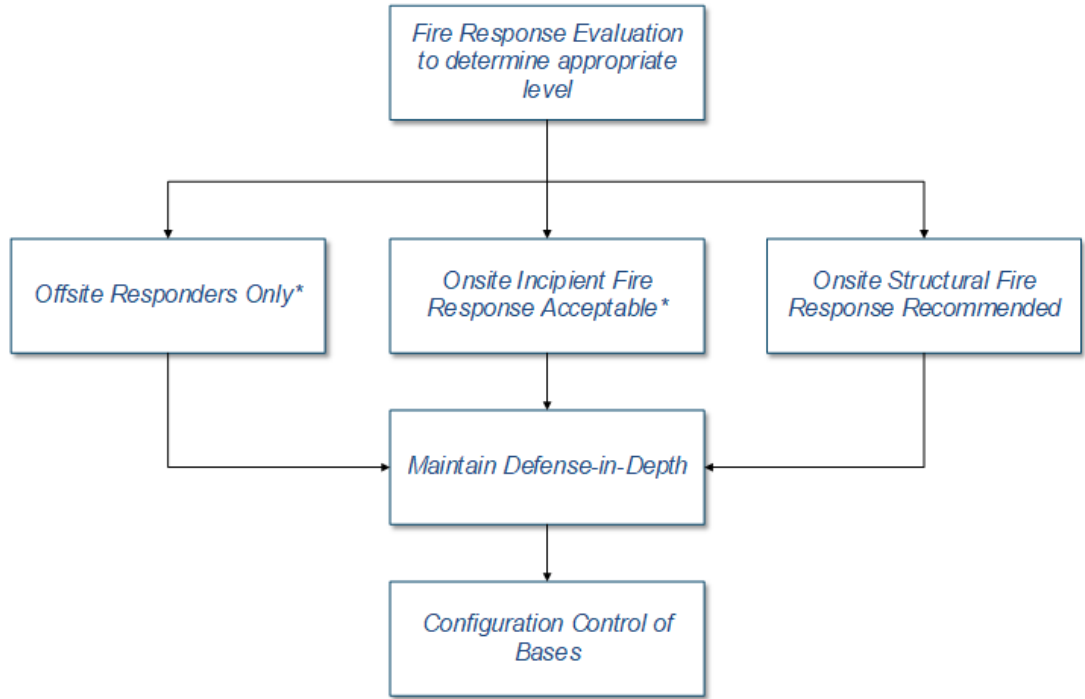 Fire Response Evaluation
to determine appropriate
level
Offsite Responders Only*
Onsite Incipient Fire
Response Acceptable*
Onsite Structural Fire
Response Recommended
Maintain Defense-in-Depth
Configuration Control of
Bases